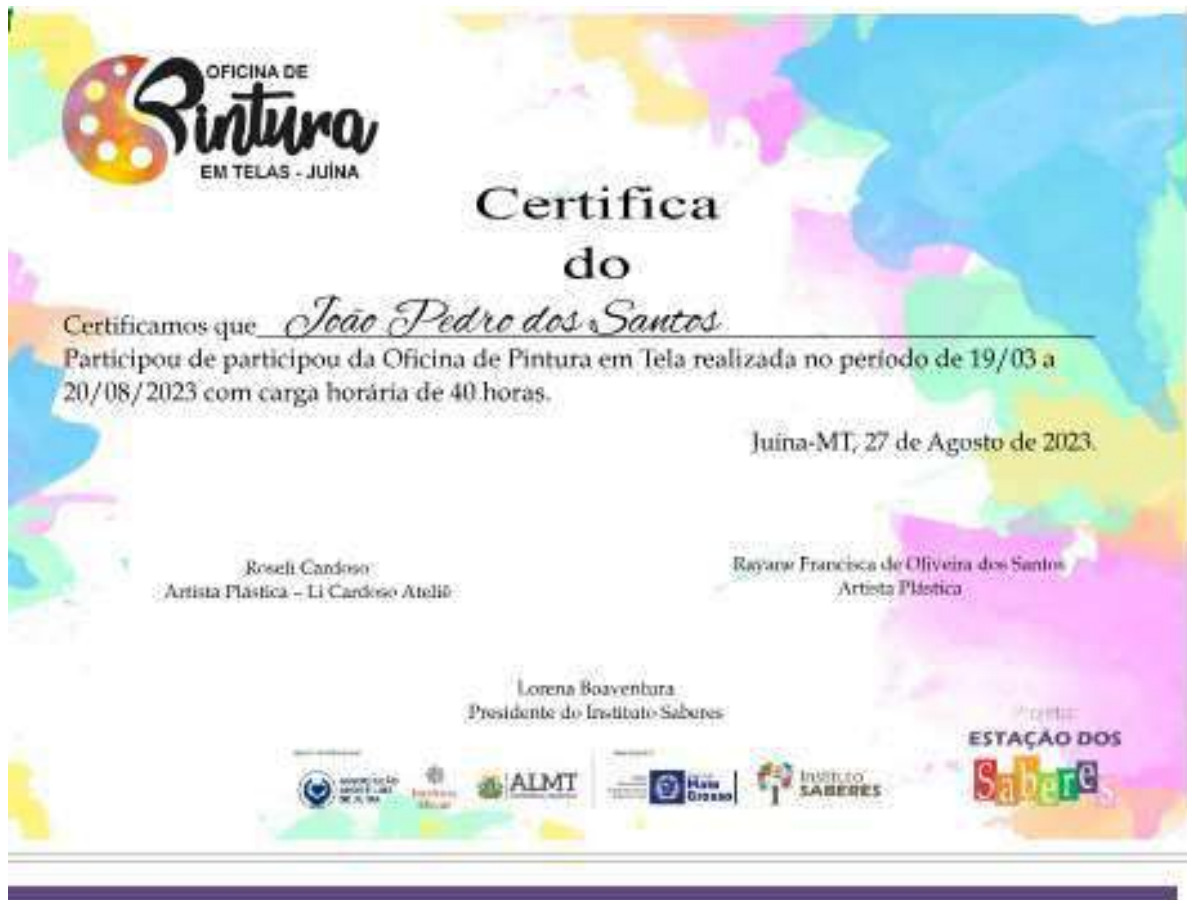 OFICINA DE
Pintura
EM TELAS - JUÍNA
Certifica
do
Certificamos que João Pedro dos Santos
Participou de participou da Oficina de Pintura em Tela realizada no período de 19/03 a
20/08/2023 com carga horária de 40 horas.
Juína-MT, 27 de Agosto de 2023.
Roseli Cardoso
Artista Plástica – Li Cardoso Ateliê
Rayane Francisca de Oliveira dos Santos
Artista Plástica
Lorena Boaventura
Presidente do Instituto Saberes
ALMT
Mato
Grosso
INSTITUTO
SABERES
ESTAÇÃO DOS
Saberes